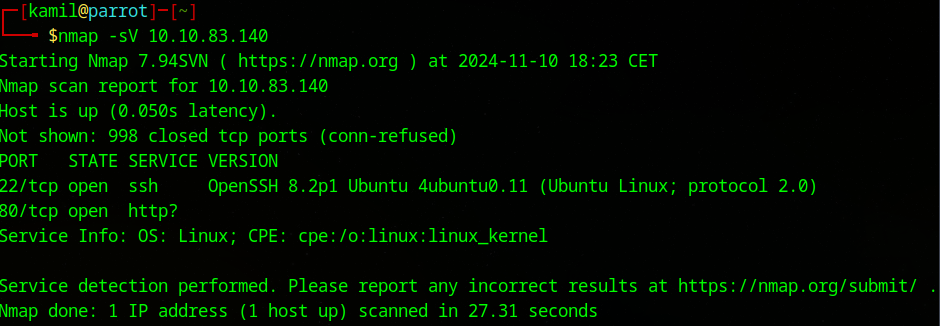 ┌─[kamil@parrot]─[~]
└──╼ $nmap -sV 10.10.83.140
Starting Nmap 7.94SVN ( https://nmap.org ) at 2024-11-10 18:23 CET
Nmap scan report for 10.10.83.140
Host is up (0.050s latency).
Not shown: 998 closed tcp ports (conn-refused)
PORT   STATE SERVICE VERSION
22/tcp open  ssh     OpenSSH 8.2p1 Ubuntu 4ubuntu0.11 (Ubuntu Linux; protocol 2.0)
80/tcp open  http?
Service Info: OS: Linux; CPE: cpe:/o:linux:linux_kernel

Service detection performed. Please report any incorrect results at https://nmap.org/submit/ .
Nmap done: 1 IP address (1 host up) scanned in 27.31 seconds